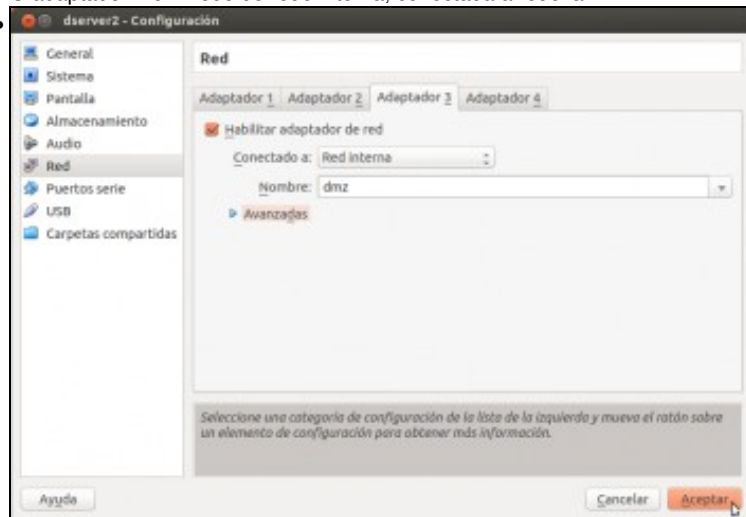 dserver2 - Configuración
General
Sistema
Pantalla
Almacenamiento
Audio
Red
Puertos serie
USB
Carpetas compartidas
Red
Adaptador 1 Adaptador 2 Adaptador 3 Adaptador 4
Habilitar adaptador de red
Conectado a: Red interna
Nombre: dmz
Avanzadas
Seleccione una categoría de configuración de la lista de la izquierda y mueva el ratón sobre
un elemento de configuración para obtener más información.
Ayuda Cancelar Aceptar